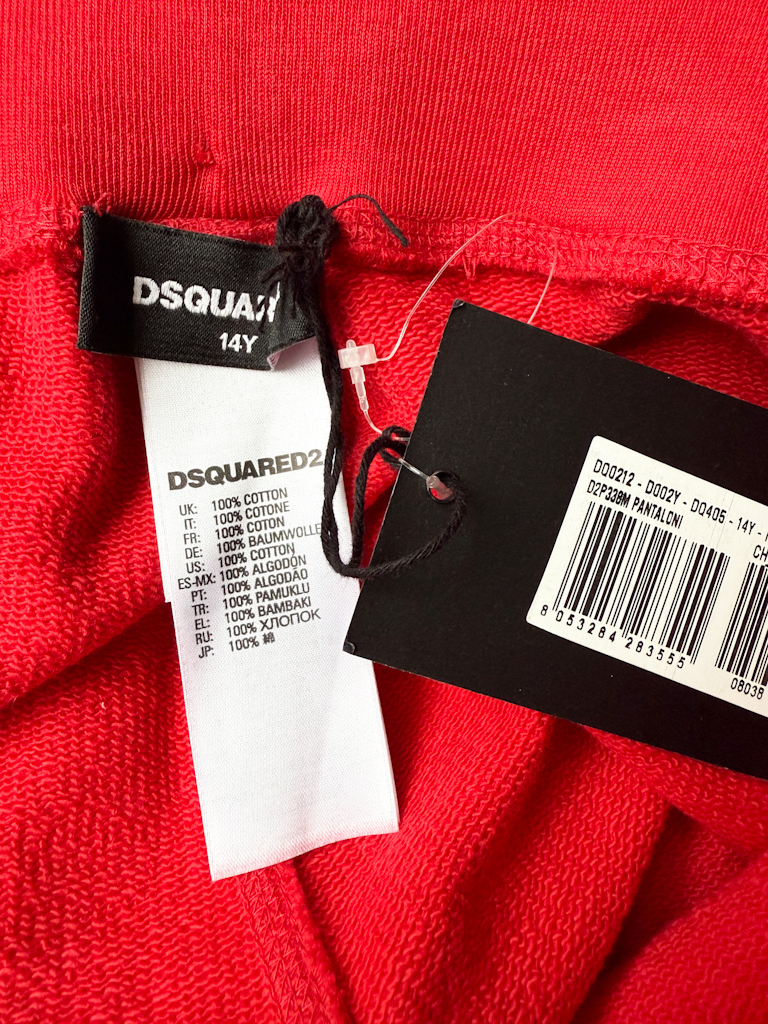 DSQUAR
14Y
DSQUARED2
UK: 100% COTTON
IT: 100% COTONE
FR: 100% COTON
DE: 100% BAUMWOLLE
US: 100% COTTON
ES-MX: 100% ALGODÓN
PT: 100% ALGODÃO
TR: 100% PAMUKLU
EL: 100% BAMBAKI
RU: 100% ХЛОПОК
JP: 100% 綿
DQ0212 - D002Y - DQ405 - 14Y -
D2P338M PANTALONI
CH
8 053284 283555
08038